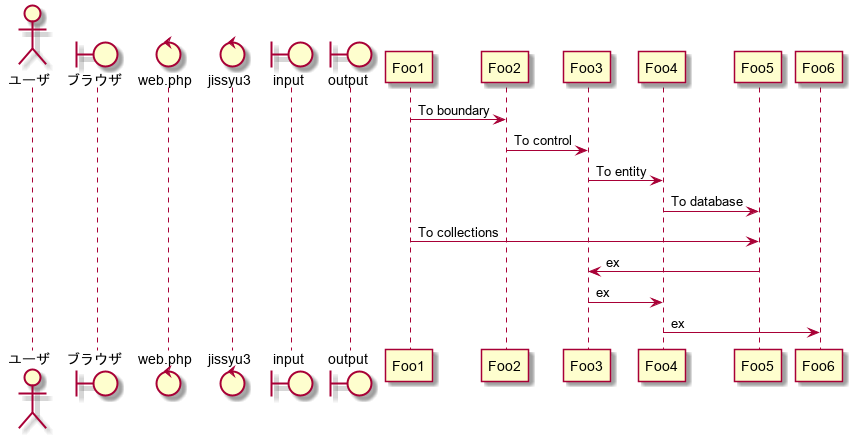 ユーザ ブラウザ web.php jissyu3 input output Foo1 Foo2 Foo3 Foo4 Foo5 Foo6
To boundary
To control
To entity
To database
To collections
ex
ex
ex
ユーザ ブラウザ web.php jissyu3 input output Foo1 Foo2 Foo3 Foo4 Foo5 Foo6